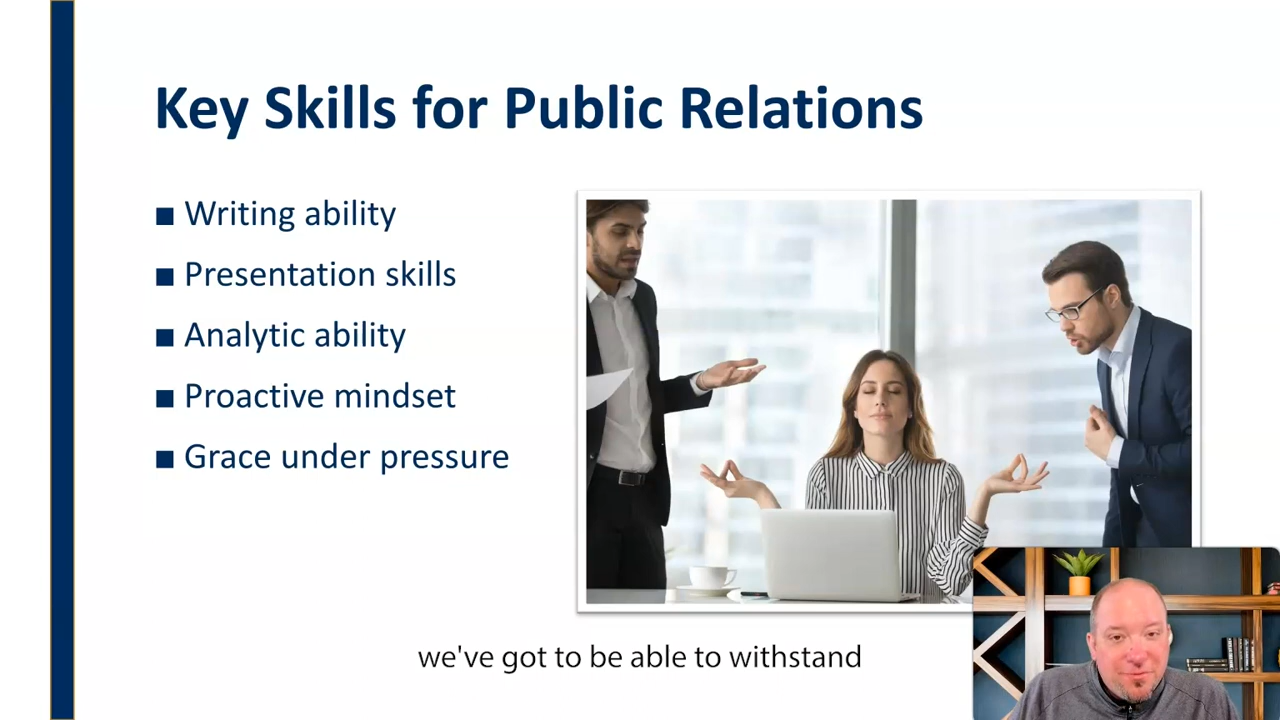 Key Skills for Public Relations
Writing ability
Presentation skills
Analytic ability
Proactive mindset
Grace under pressure
we've got to be able to withstand